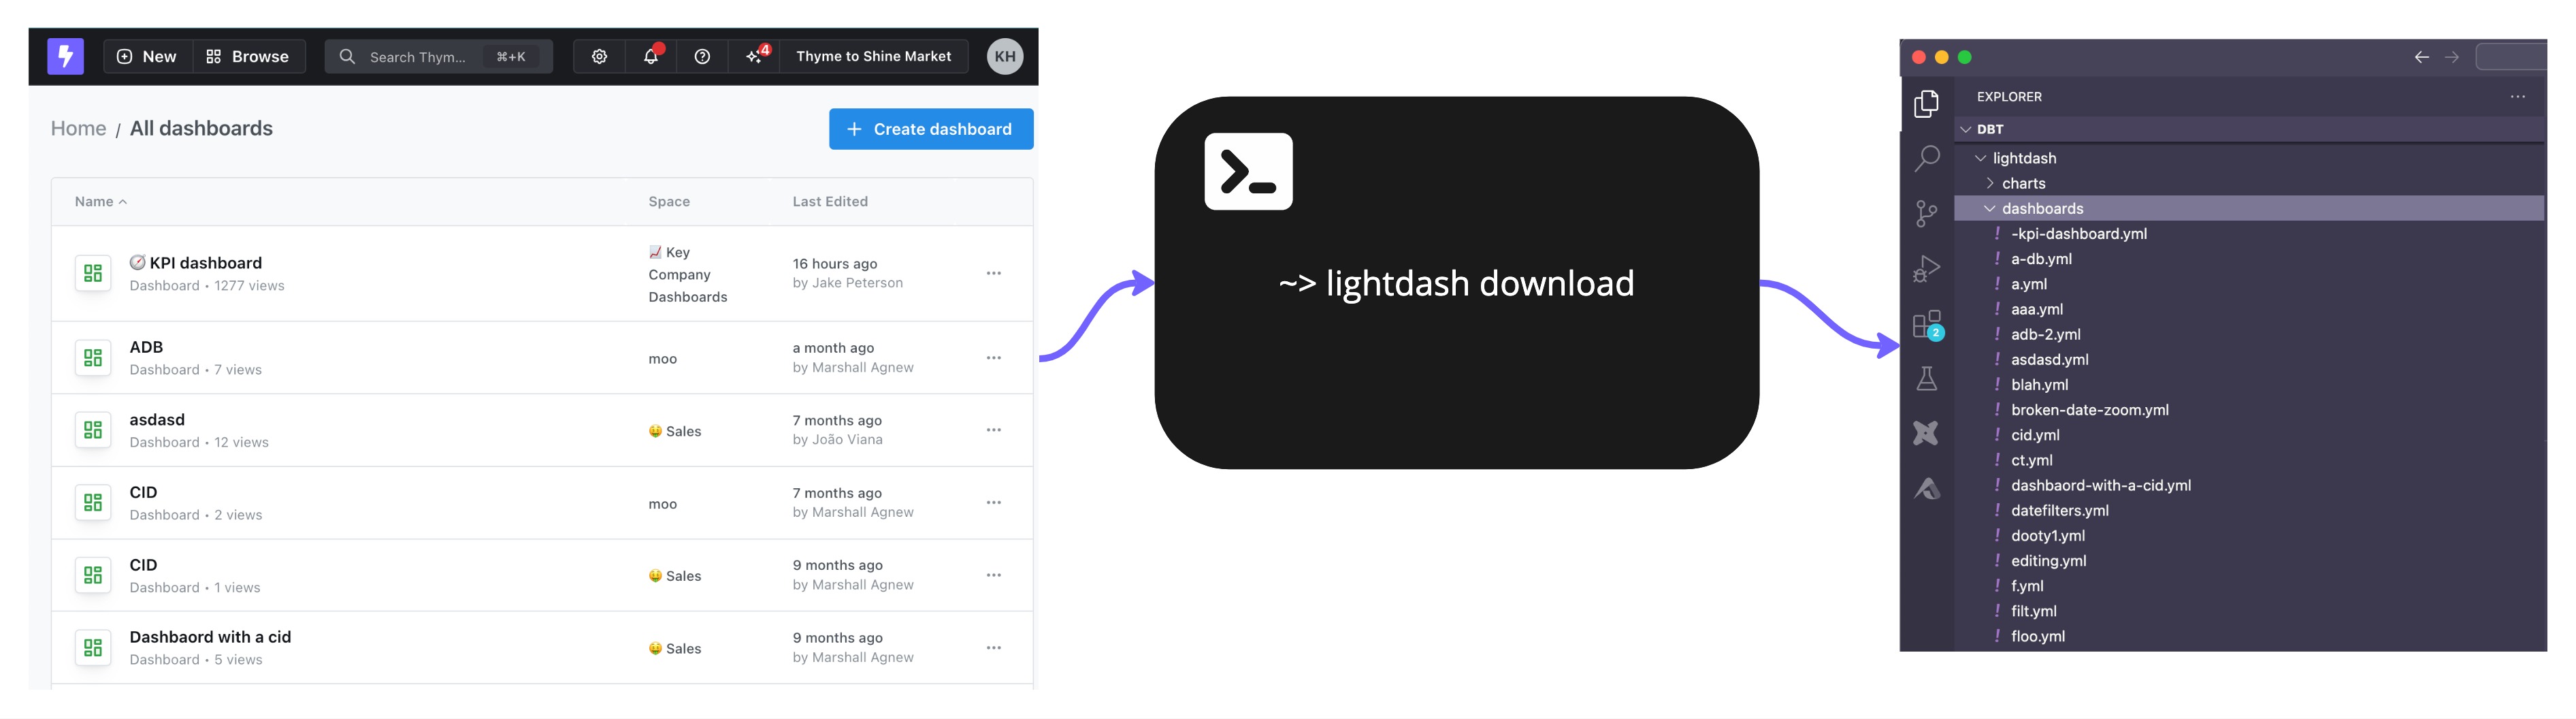 New
Browse
Search Thym...
⌘+K
4
Thyme to Shine Market
KH
Home / All dashboards
+ Create dashboard
Name
Space
Last Edited
🧭 KPI dashboard
Dashboard • 1277 views
📈 Key
Company
Dashboards
16 hours ago
by Jake Peterson
ADB
Dashboard • 7 views
moo
a month ago
by Marshall Agnew
asdasd
Dashboard • 12 views
🤑 Sales
7 months ago
by João Viana
CID
Dashboard • 2 views
moo
7 months ago
by Marshall Agnew
CID
Dashboard • 1 views
🤑 Sales
9 months ago
by Marshall Agnew
Dashbaord with a cid
Dashboard • 5 views
🤑 Sales
9 months ago
by Marshall Agnew
~> lightdash download
EXPLORER
DBT
lightdash
charts
dashboards
! -kpi-dashboard.yml
! a-db.yml
! a.yml
! aaa.yml
! adb-2.yml
! asdasd.yml
! blah.yml
! broken-date-zoom.yml
! cid.yml
! ct.yml
! dashbaord-with-a-cid.yml
! datefilters.yml
! dooty1.yml
! editing.yml
! f.yml
! filt.yml
! floo.yml
2